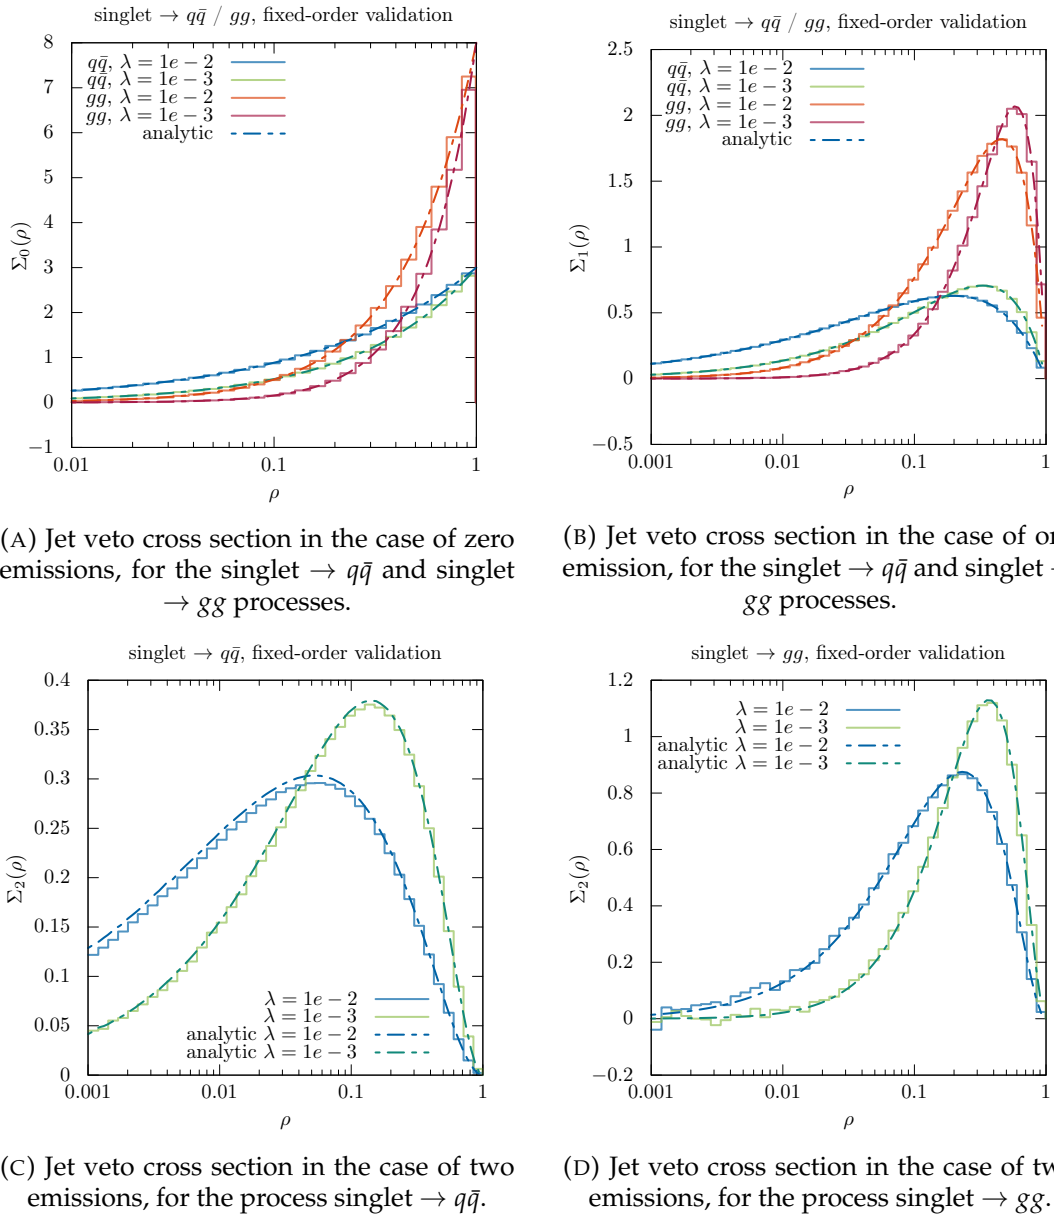 singlet → qq̄ / gg, fixed-order validation
8
7
6
5
4
3
2
1
0
−1
Σ₀(ρ)
qq̄, λ = 1e − 2
qq̄, λ = 1e − 3
gg, λ = 1e − 2
gg, λ = 1e − 3
analytic
0.01 0.1 1
ρ
(A) Jet veto cross section in the case of zero
emissions, for the singlet → qq̄ and singlet
→ gg processes.
singlet → qq̄ / gg, fixed-order validation
2.5
2
1.5
1
0.5
0
−0.5
Σ₁(ρ)
qq̄, λ = 1e − 2
qq̄, λ = 1e − 3
gg, λ = 1e − 2
gg, λ = 1e − 3
analytic
0.001 0.01 0.1 1
ρ
(B) Jet veto cross section in the case of
emission, for the singlet → qq̄ and singlet
gg processes.
singlet → qq̄, fixed-order validation
0.4
0.35
0.3
0.25
0.2
0.15
0.1
0.05
0
Σ₂(ρ)
λ = 1e − 2
λ = 1e − 3
analytic λ = 1e − 2
analytic λ = 1e − 3
0.001 0.01 0.1 1
ρ
(C) Jet veto cross section in the case of two
emissions, for the process singlet → qq̄.
singlet → gg, fixed-order validation
1.2
1
0.8
0.6
0.4
0.2
0
−0.2
Σ₂(ρ)
λ = 1e − 2
λ = 1e − 3
analytic λ = 1e − 2
analytic λ = 1e − 3
0.001 0.01 0.1 1
ρ
(D) Jet veto cross section in the case of
emissions, for the process singlet → gg.